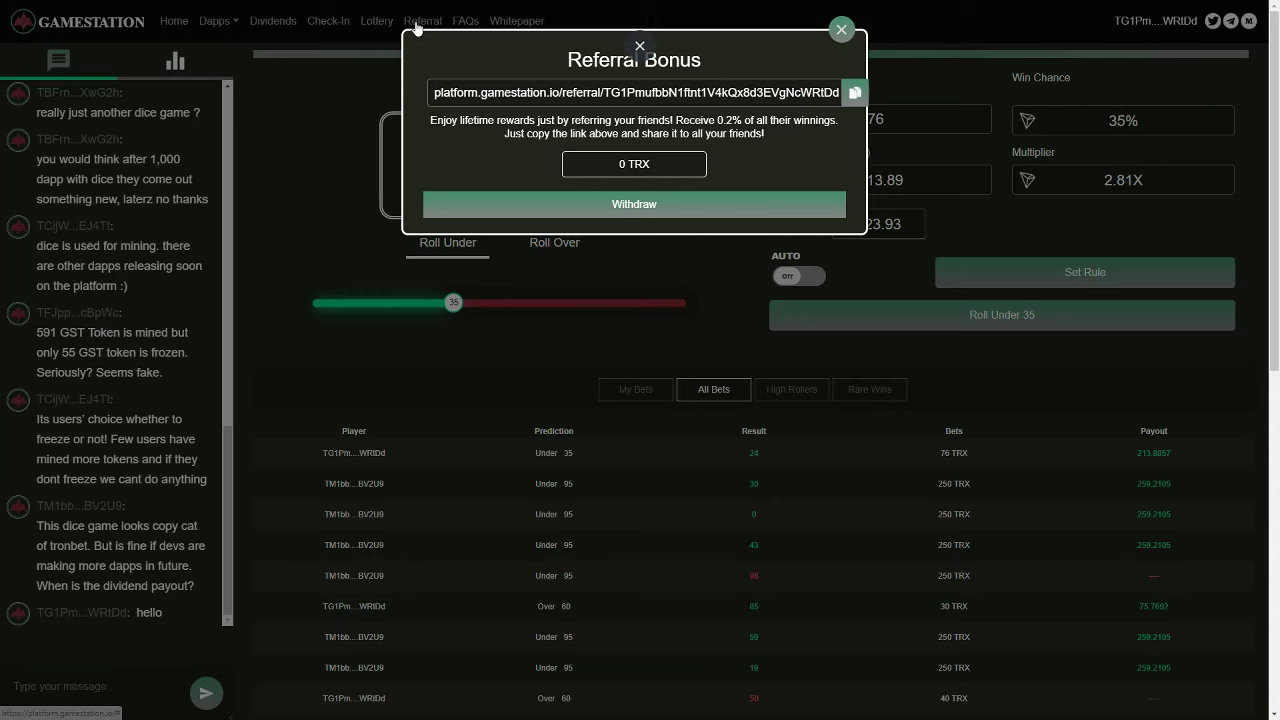 GAMESTATION
Home Dapps Dividends Check-In Lottery Referral FAQs Whitepaper
TG1P....WRtDd
TBFrn...XwG2h:
really just another dice game ?
TBFrn...XwG2h:
you would think after 1,000
dapp with dice they come out
something new, laterz no thanks
TCijW...EJ4Tt:
dice is used for mining. there
are other dapps releasing soon
on the platform :)
TFJpp...cBpWc:
591 GST Token is mined but
only 55 GST token is frozen.
Seriously? Seems fake.
TCijW...EJ4Tt:
Its users' choice whether to
freeze or not! Few users have
mined more tokens and if they
dont freeze we cant do anything
TM1bb...BV2U9:
This dice game looks copy cat
of tronbet. But is fine if devs are
making more dapps in future.
When is the dividend payout?
TG1Pm...WRtDd: hello
Type your message..
https://platform.gamestation.io/#
Referral Bonus
platform.gamestation.io/referral/TG1PmufbbN1ftnt1V4kQx8d3EVgNcWRtDd
Enjoy lifetime rewards just by referring your friends! Receive 0.2% of all their winnings.
Just copy the link above and share it to all your friends!
0 TRX
Withdraw
Win Chance
76
35%
Multiplier
13.89
2.81X
23.93
Roll Under Roll Over
35
AUTO
Off
Set Rule
Roll Under 35
My Bets All Bets High Rollers Rare Wins
Player Prediction Result Bets Payout
TG1Pm...WRtDd Under 35 24 76 TRX 213.8857
TM1bb...BV2U9 Under 95 30 250 TRX 259.2105
TM1bb...BV2U9 Under 95 0 250 TRX 259.2105
TM1bb...BV2U9 Under 95 43 250 TRX 259.2105
TM1bb...BV2U9 Under 95 96 250 TRX ----
TG1Pm...WRtDd Over 60 85 30 TRX 75.7692
TM1bb...BV2U9 Under 95 59 250 TRX 259.2105
TM1bb...BV2U9 Under 95 19 250 TRX 259.2105
TG1Pm...WRtDd Over 60 50 40 TRX ----